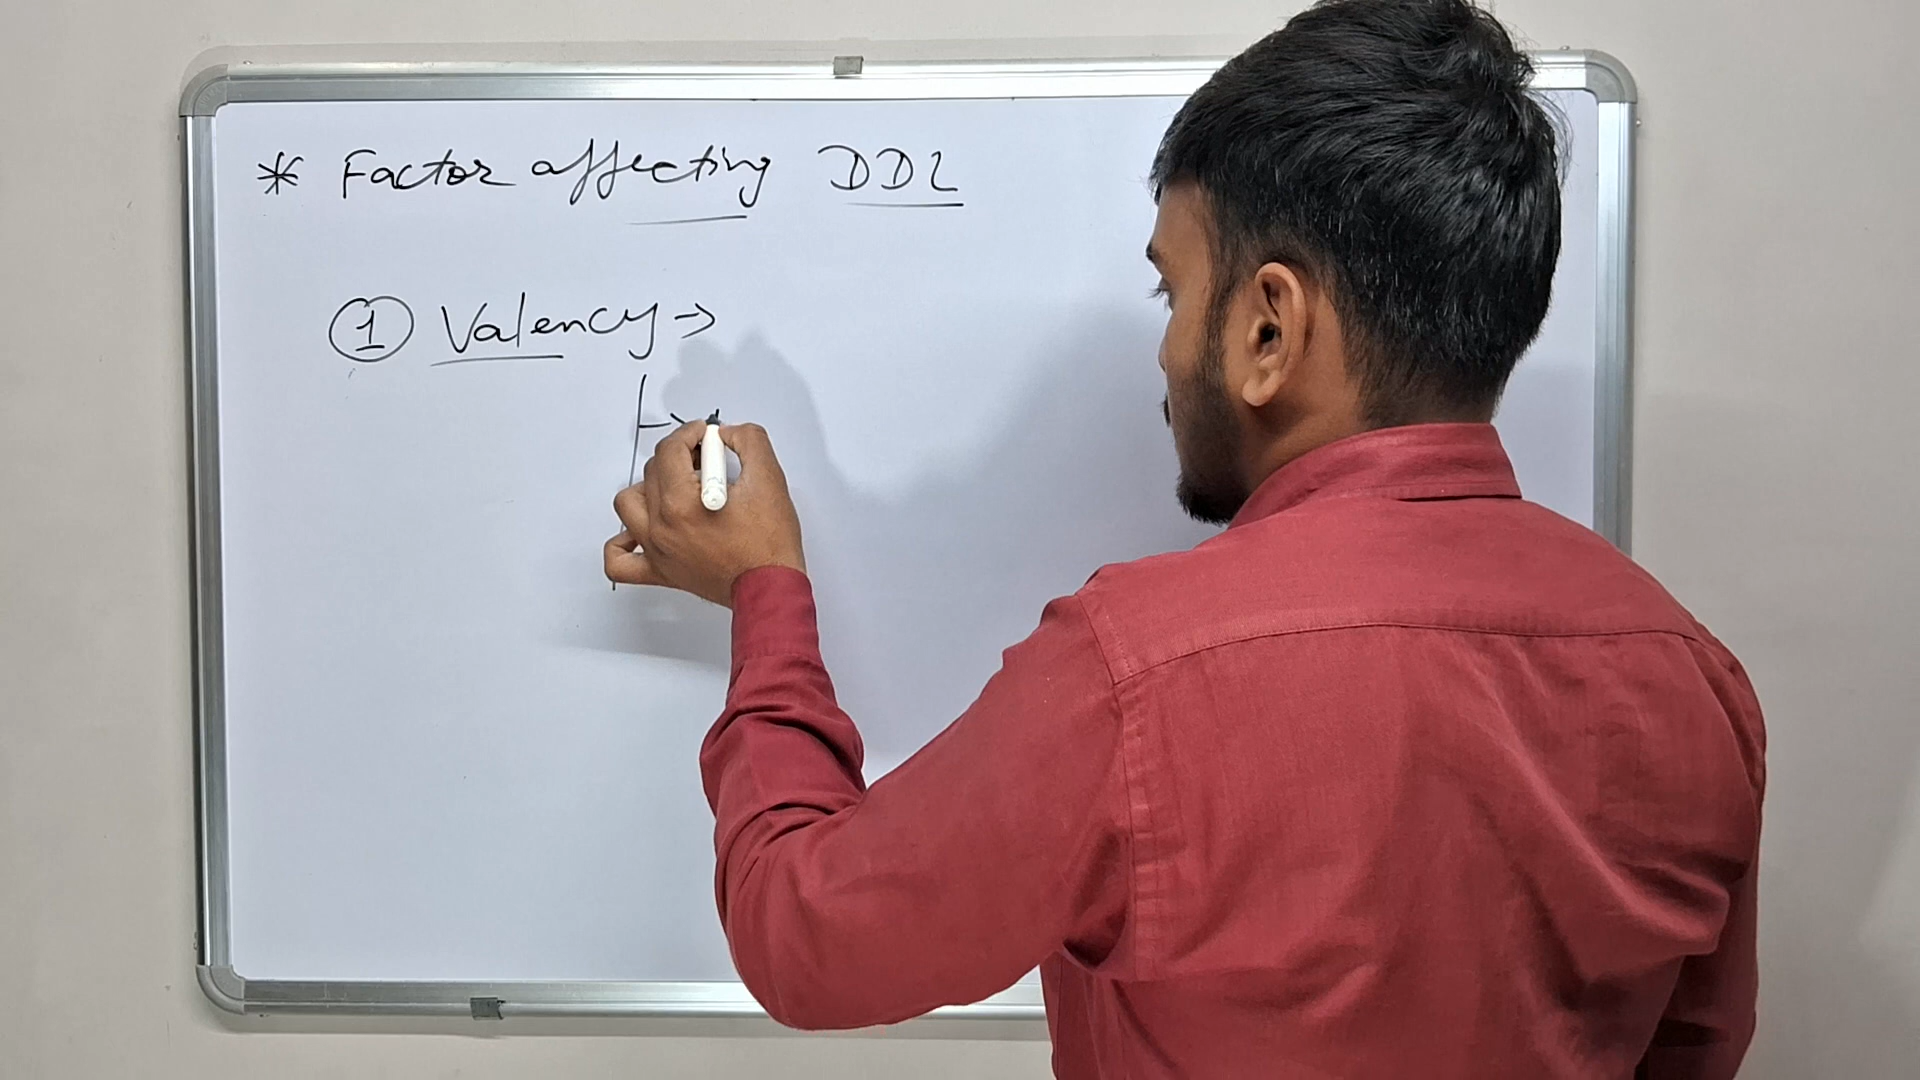 * Factor affecting DDL
① Valency →